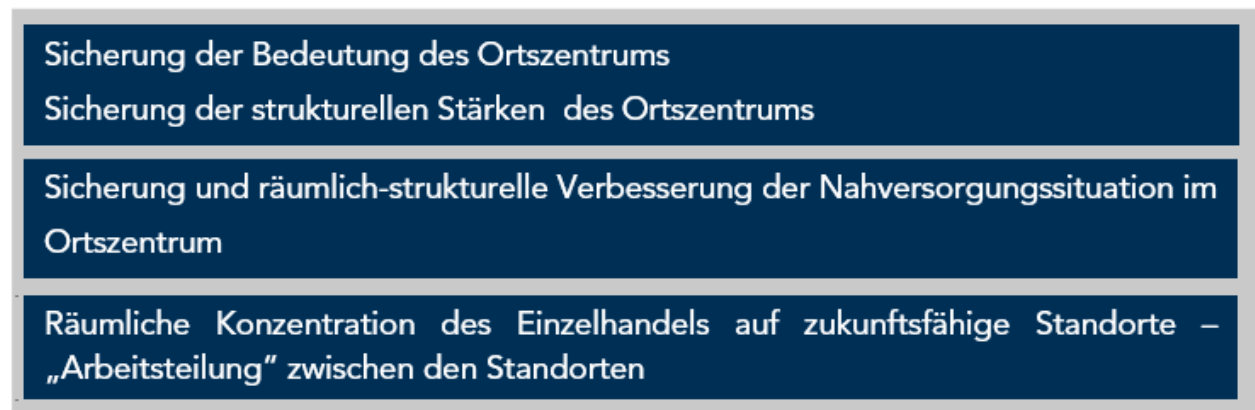 Sicherung der Bedeutung des Ortszentrums
Sicherung der strukturellen Stärken  des Ortszentrums
Sicherung und räumlich-strukturelle Verbesserung der Nahversorgungssituation im
Ortszentrum
Räumliche Konzentration des Einzelhandels auf zukunftsfähige Standorte –
„Arbeitsteilung“ zwischen den Standorten